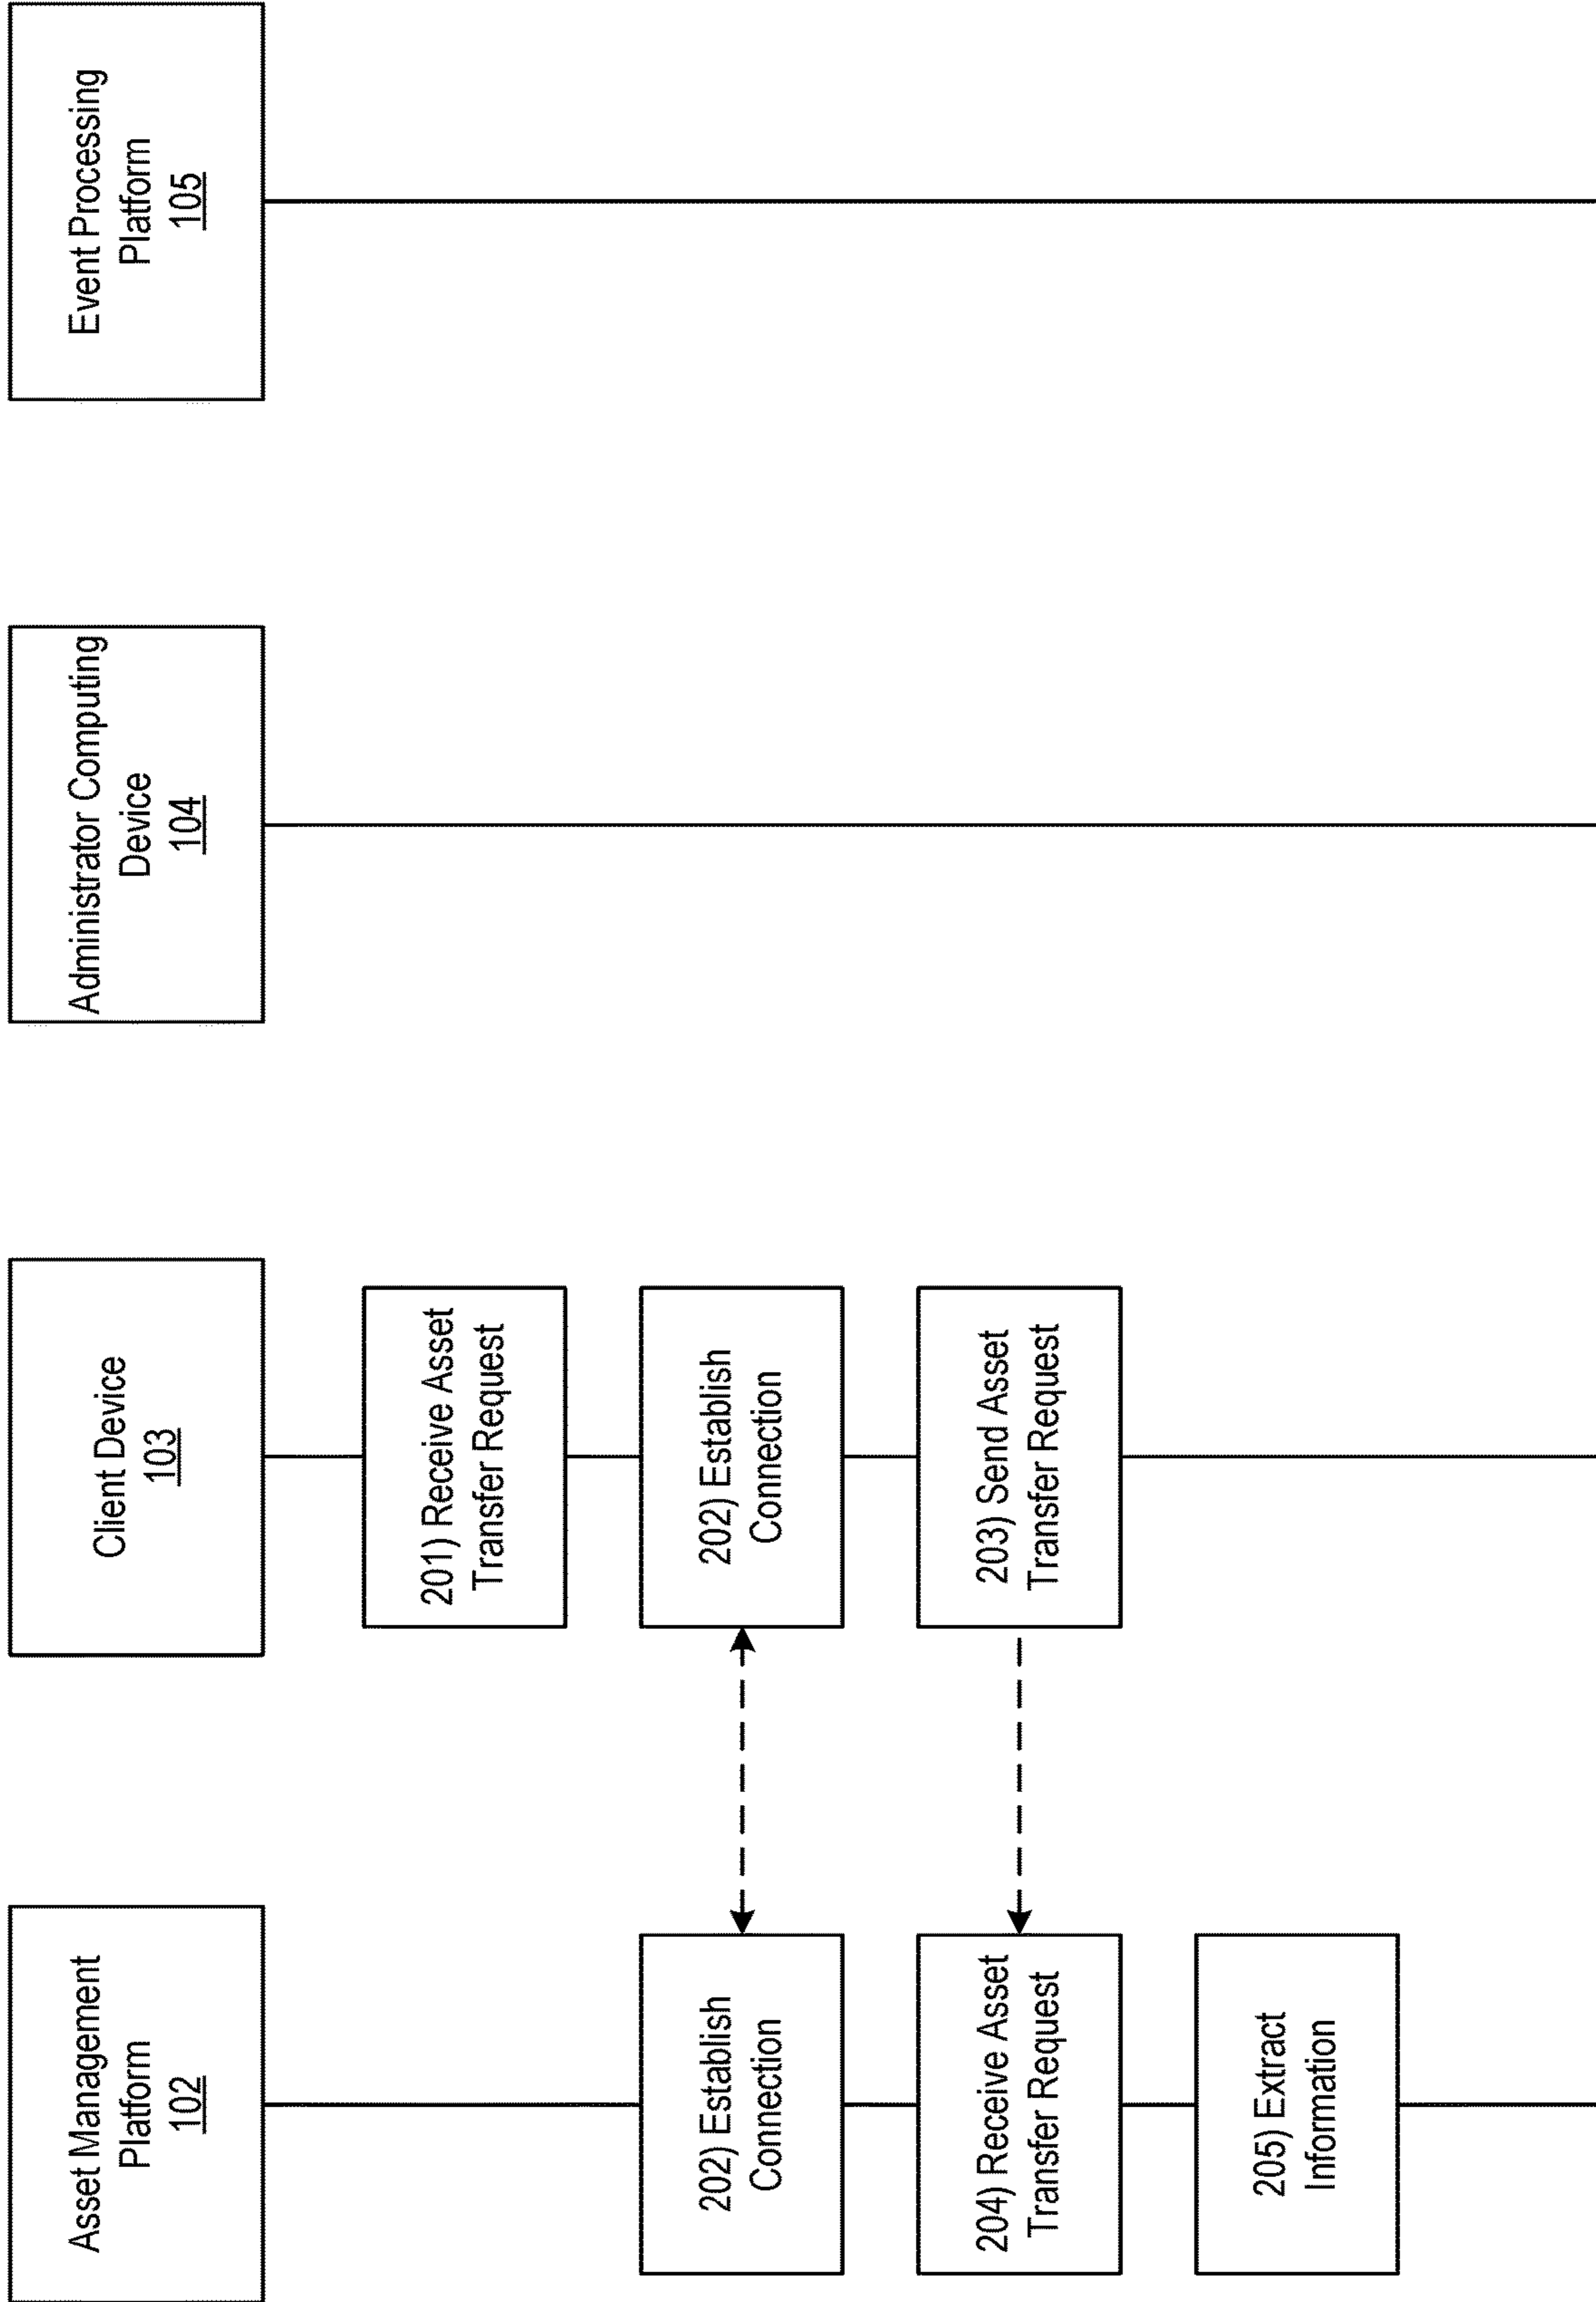 Asset Management
Platform
102
Client Device
103
Administrator Computing
Device
104
Event Processing
Platform
105
201) Receive Asset
Transfer Request
202) Establish
Connection
202) Establish
Connection
204) Receive Asset
Transfer Request
203) Send Asset
Transfer Request
205) Extract
Information